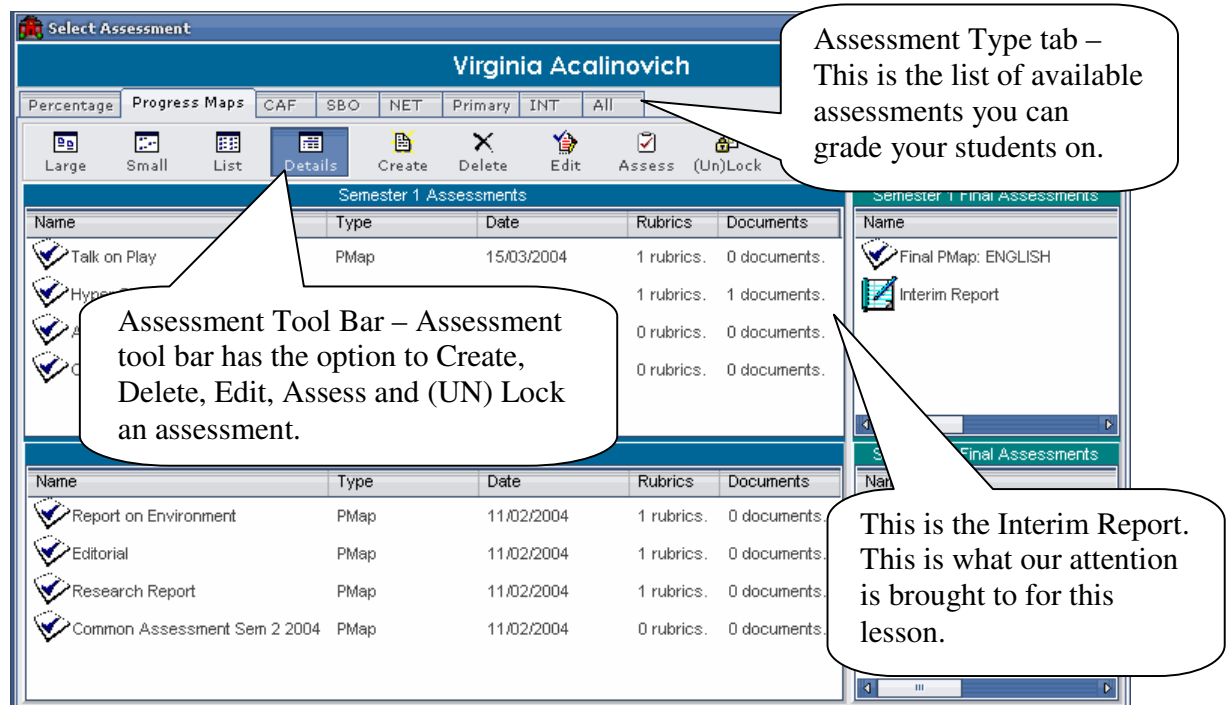 Select Assessment
Virginia Acalinovich
Percentage Progress Maps CAF SBO NET Primary INT All
Large Small List Details Create Delete Edit Assess (Un)Lock
Assessment Type tab –
This is the list of available
assessments you can
grade your students on.
Semester 1 Assessments
Semester 1 Final Assessments
Name Type Date Rubrics Documents
Name
Talk on Play PMap 15/03/2004 1 rubrics. 0 documents.
Final PMap: ENGLISH
1 rubrics. 1 documents.
Interim Report
0 rubrics. 0 documents.
0 rubrics. 0 documents.
Assessment Tool Bar – Assessment
tool bar has the option to Create,
Delete, Edit, Assess and (UN) Lock
an assessment.
Final Assessments
Name Type Date Rubrics Documents
Report on Environment PMap 11/02/2004 1 rubrics. 0 documents.
Editorial PMap 11/02/2004 1 rubrics. 0 documents.
Research Report PMap 11/02/2004 1 rubrics. 0 documents.
Common Assessment Sem 2 2004 PMap 11/02/2004 0 rubrics. 0 documents.
This is the Interim Report.
This is what our attention
is brought to for this
lesson.